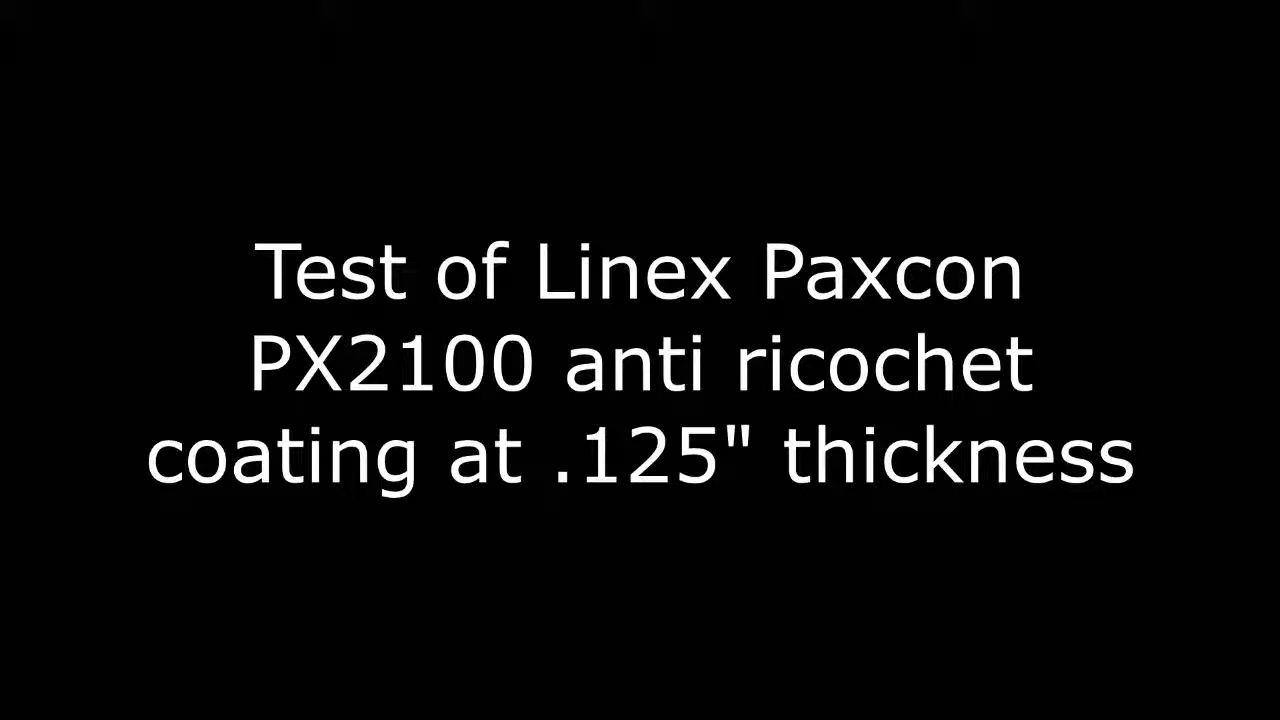 Test of Linex Paxcon
PX2100 anti ricochet
coating at .125" thickness